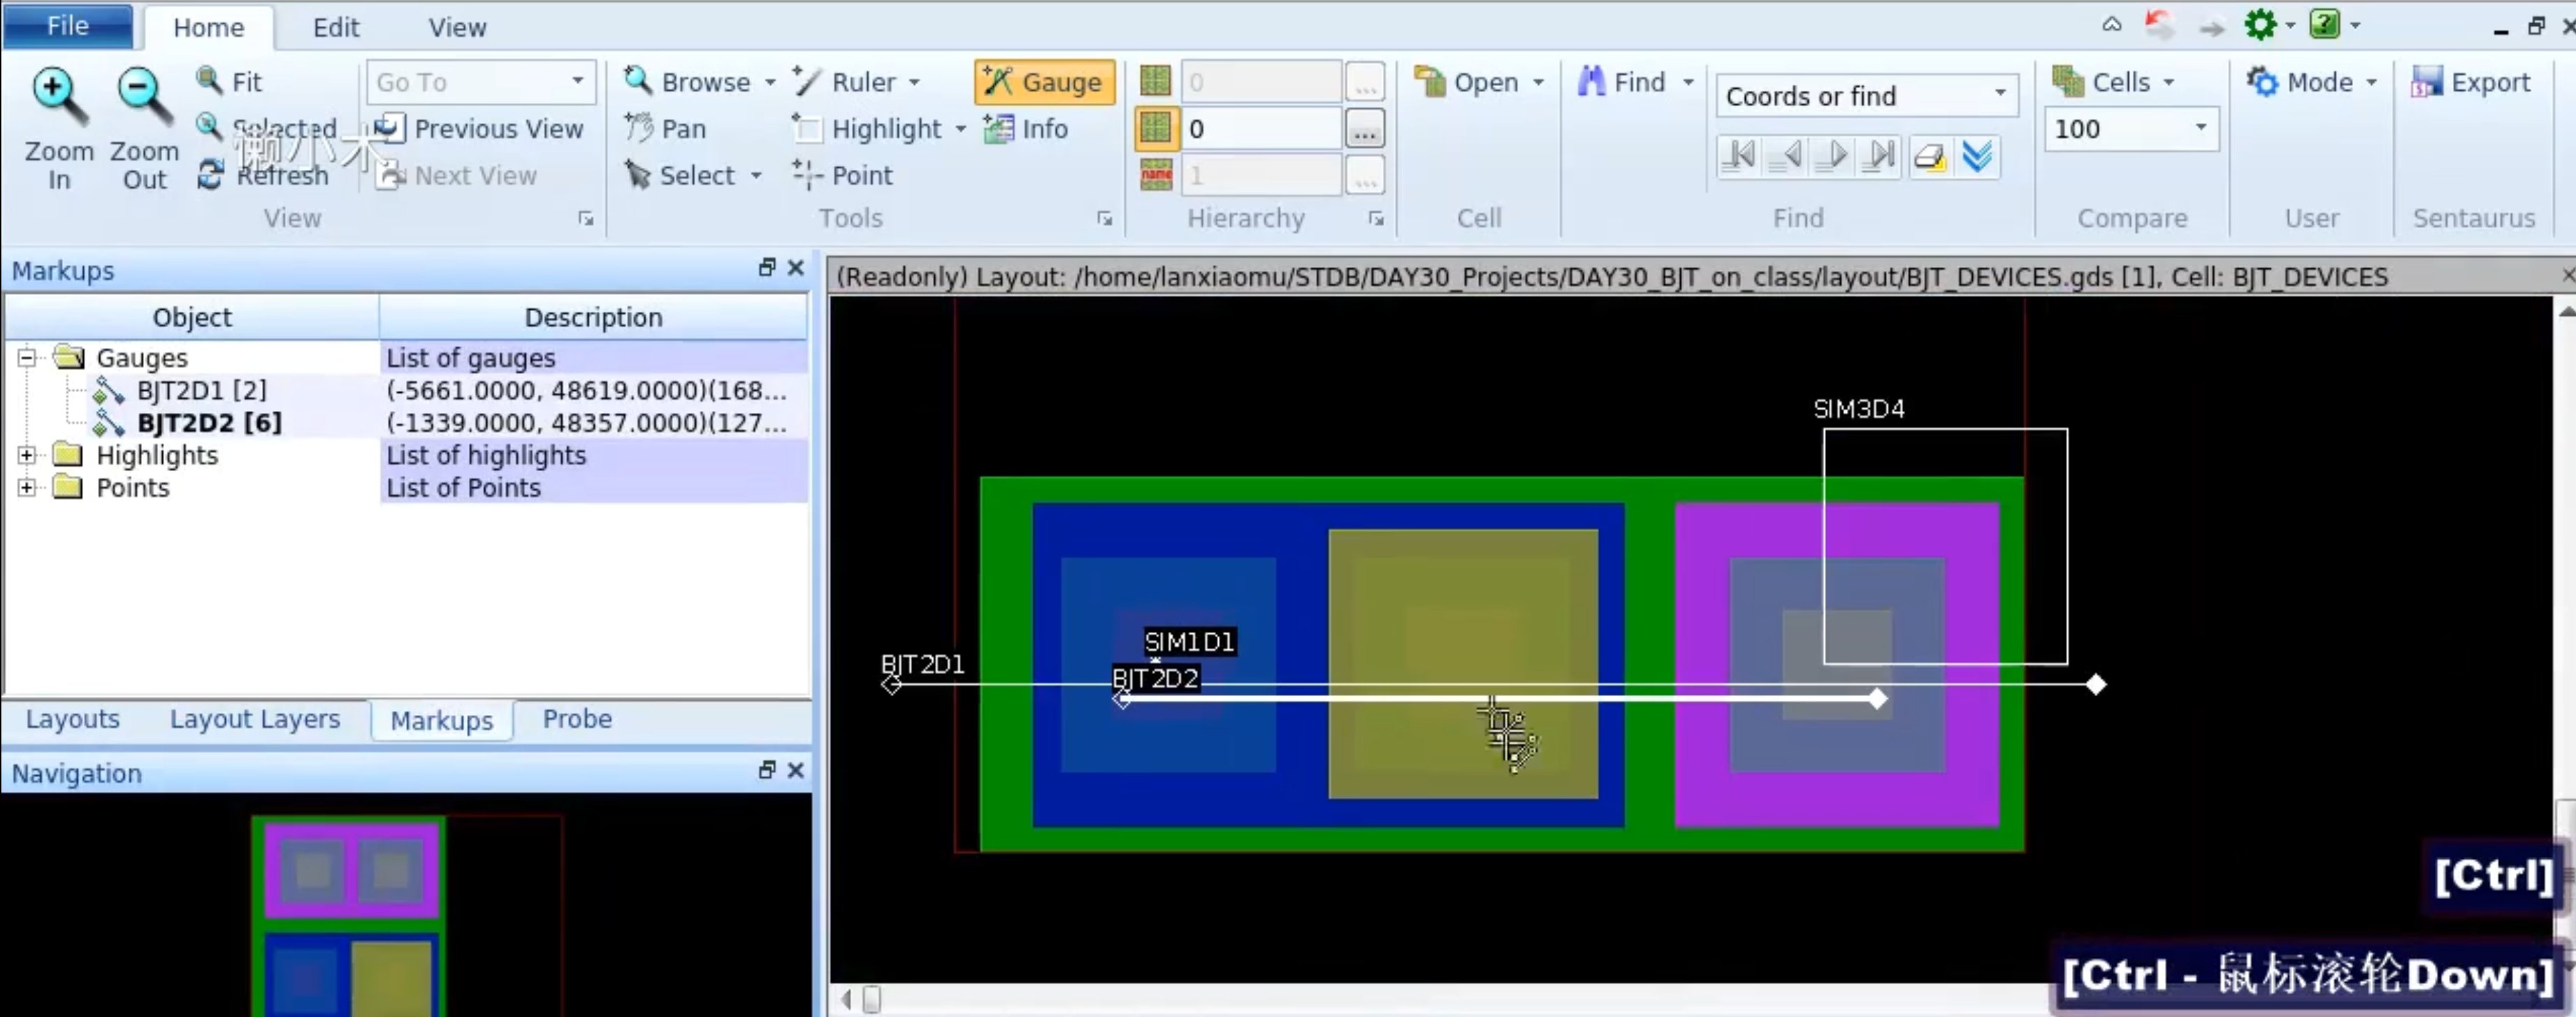 File Home Edit View
Fit Go To Browse Ruler Gauge 0 ... Open Find Coords or find Cells Mode Export
Selected Previous View Pan Highlight Info 0 ... 100
Zoom In Zoom Out Refresh Next View Select Point name 1 ...
懒小木
View Tools Hierarchy Cell Find Compare User Sentaurus
Markups
(Readonly) Layout: /home/lanxiaomu/STDB/DAY30_Projects/DAY30_BJT_on_class/layout/BJT_DEVICES.gds [1], Cell: BJT_DEVICES
Object Description
Gauges List of gauges
BJT2D1 [2] (-5661.0000, 48619.0000)(168...
BJT2D2 [6] (-1339.0000, 48357.0000)(127...
Highlights List of highlights
Points List of Points
SIM3D4
SIM1D1
BJT2D1
BJT2D2
Layouts Layout Layers Markups Probe
Navigation
[Ctrl]
[Ctrl - 鼠标滚轮Down]